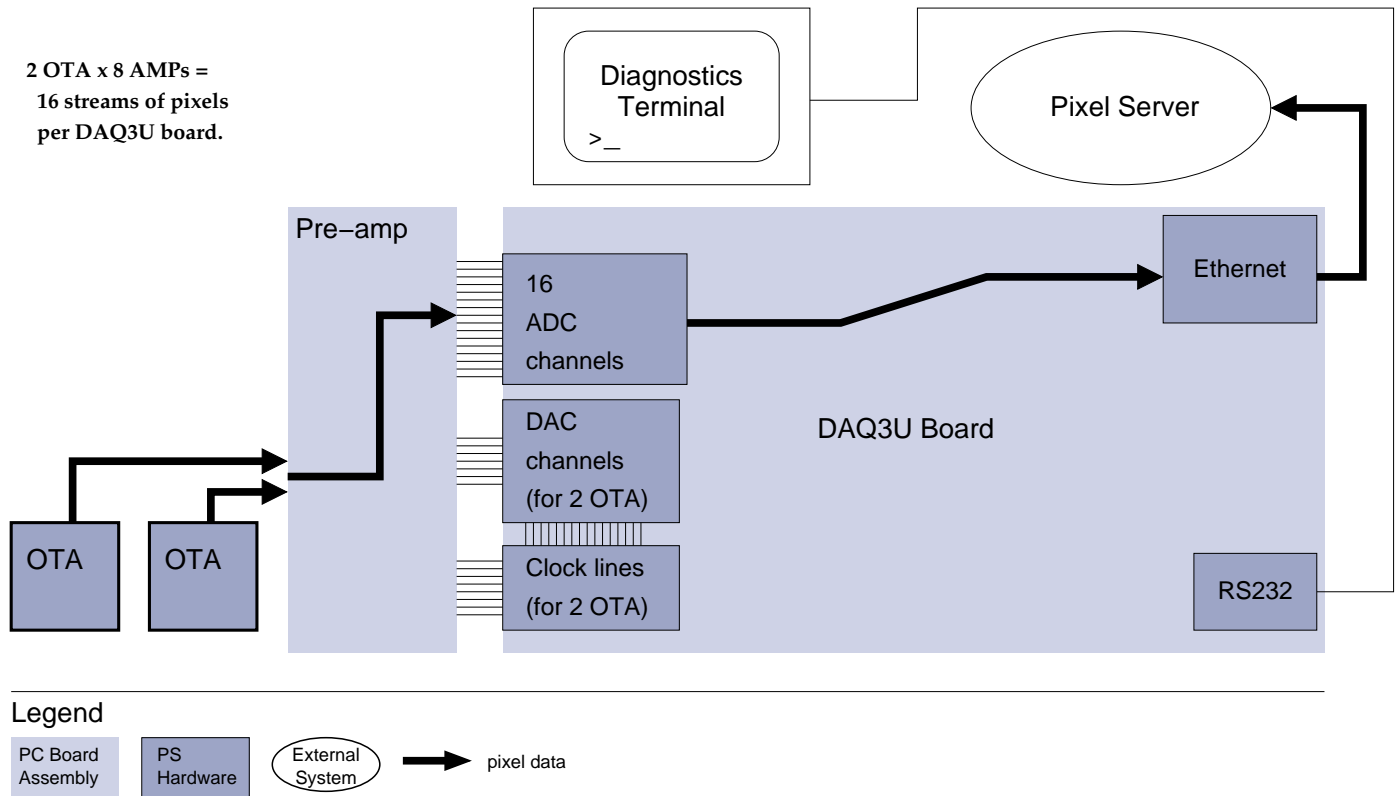 2 OTA x 8 AMPs =
16 streams of pixels
per DAQ3U board.
Diagnostics
Terminal
>_
Pixel Server
Pre−amp
16
ADC
channels
Ethernet
DAC
channels
(for 2 OTA)
DAQ3U Board
OTA
OTA
Clock lines
(for 2 OTA)
RS232
Legend
PC Board
Assembly
PS
Hardware
External
System
pixel data